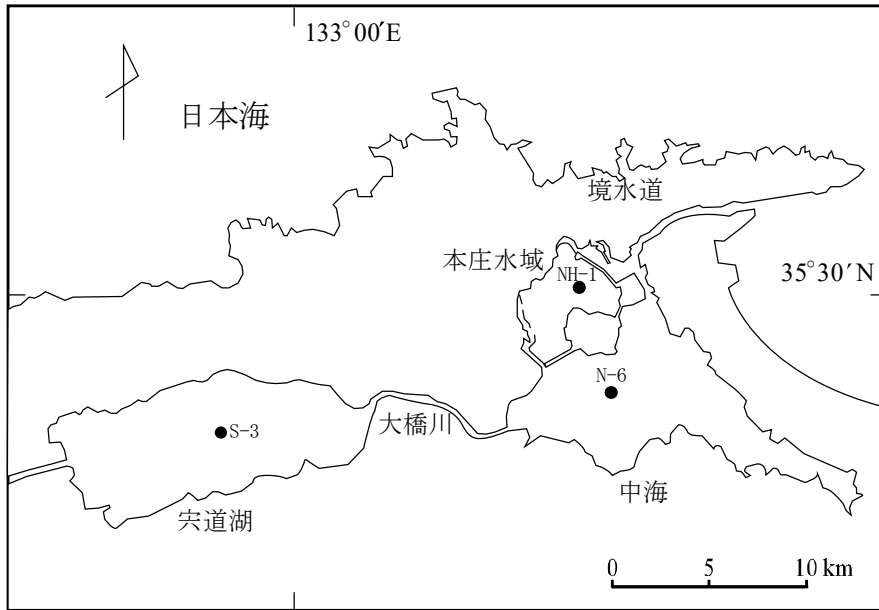 133°00′E
日本海
境水道
本庄水域
35°30′N
NH-1
N-6
S-3
大橋川
中海
宍道湖
0 5 10 km